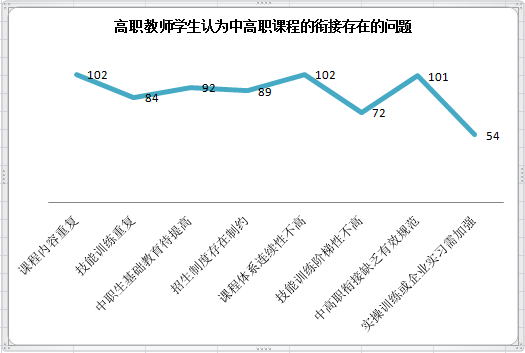 高职教师学生认为中高职课程的衔接存在的问题
102
84
92
89
102
72
101
54
课程内容重复
技能训练重复
中职生基础教育待提高
招生制度存在制约
课程体系连续性不高
技能训练阶梯性不高
中高职衔接缺乏有效规范
实操训练或企业实习需加强